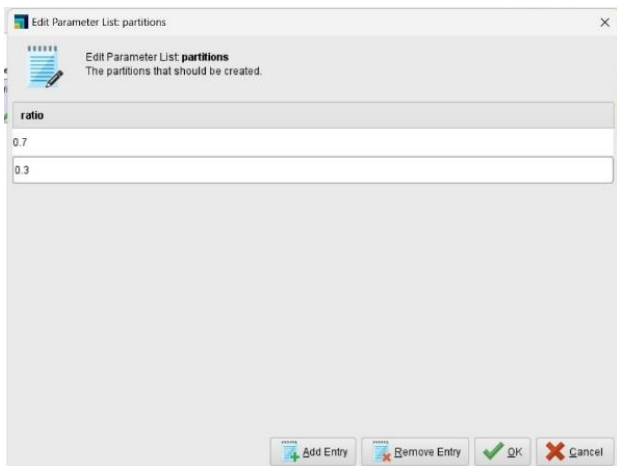 Edit Parameter List: partitions
Edit Parameter List: partitions
The partitions that should be created.
ratio
0.7
0.3
Add Entry Remove Entry OK Cancel